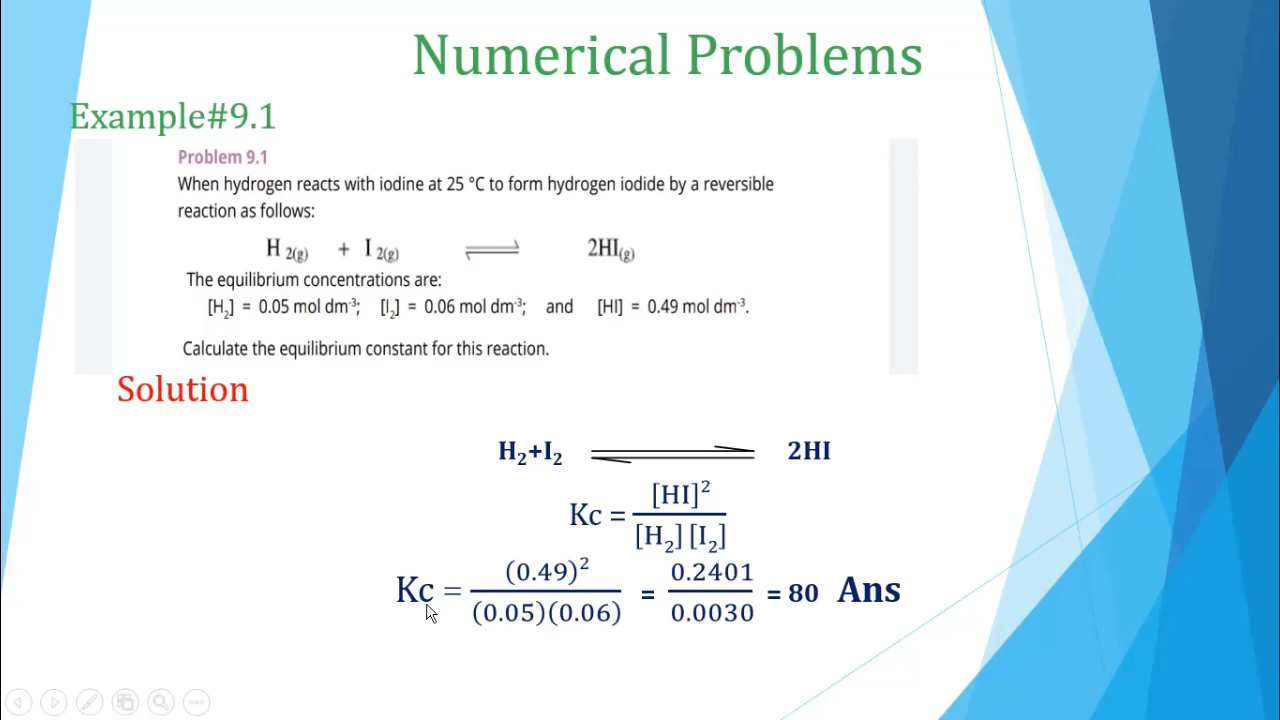 Numerical Problems
Example#9.1
Problem 9.1
When hydrogen reacts with iodine at 25 °C to form hydrogen iodide by a reversible
reaction as follows:
H 2(g) + I 2(g) ⇌ 2HI(g)
The equilibrium concentrations are:
[H₂] = 0.05 mol dm⁻³; [I₂] = 0.06 mol dm⁻³; and [HI] = 0.49 mol dm⁻³.
Calculate the equilibrium constant for this reaction.
Solution
H₂+I₂ ⇌ 2HI
Kc = [HI]² / [H₂][I₂]
Kc = (0.49)² / (0.05)(0.06) = 0.2401 / 0.0030 = 80 Ans